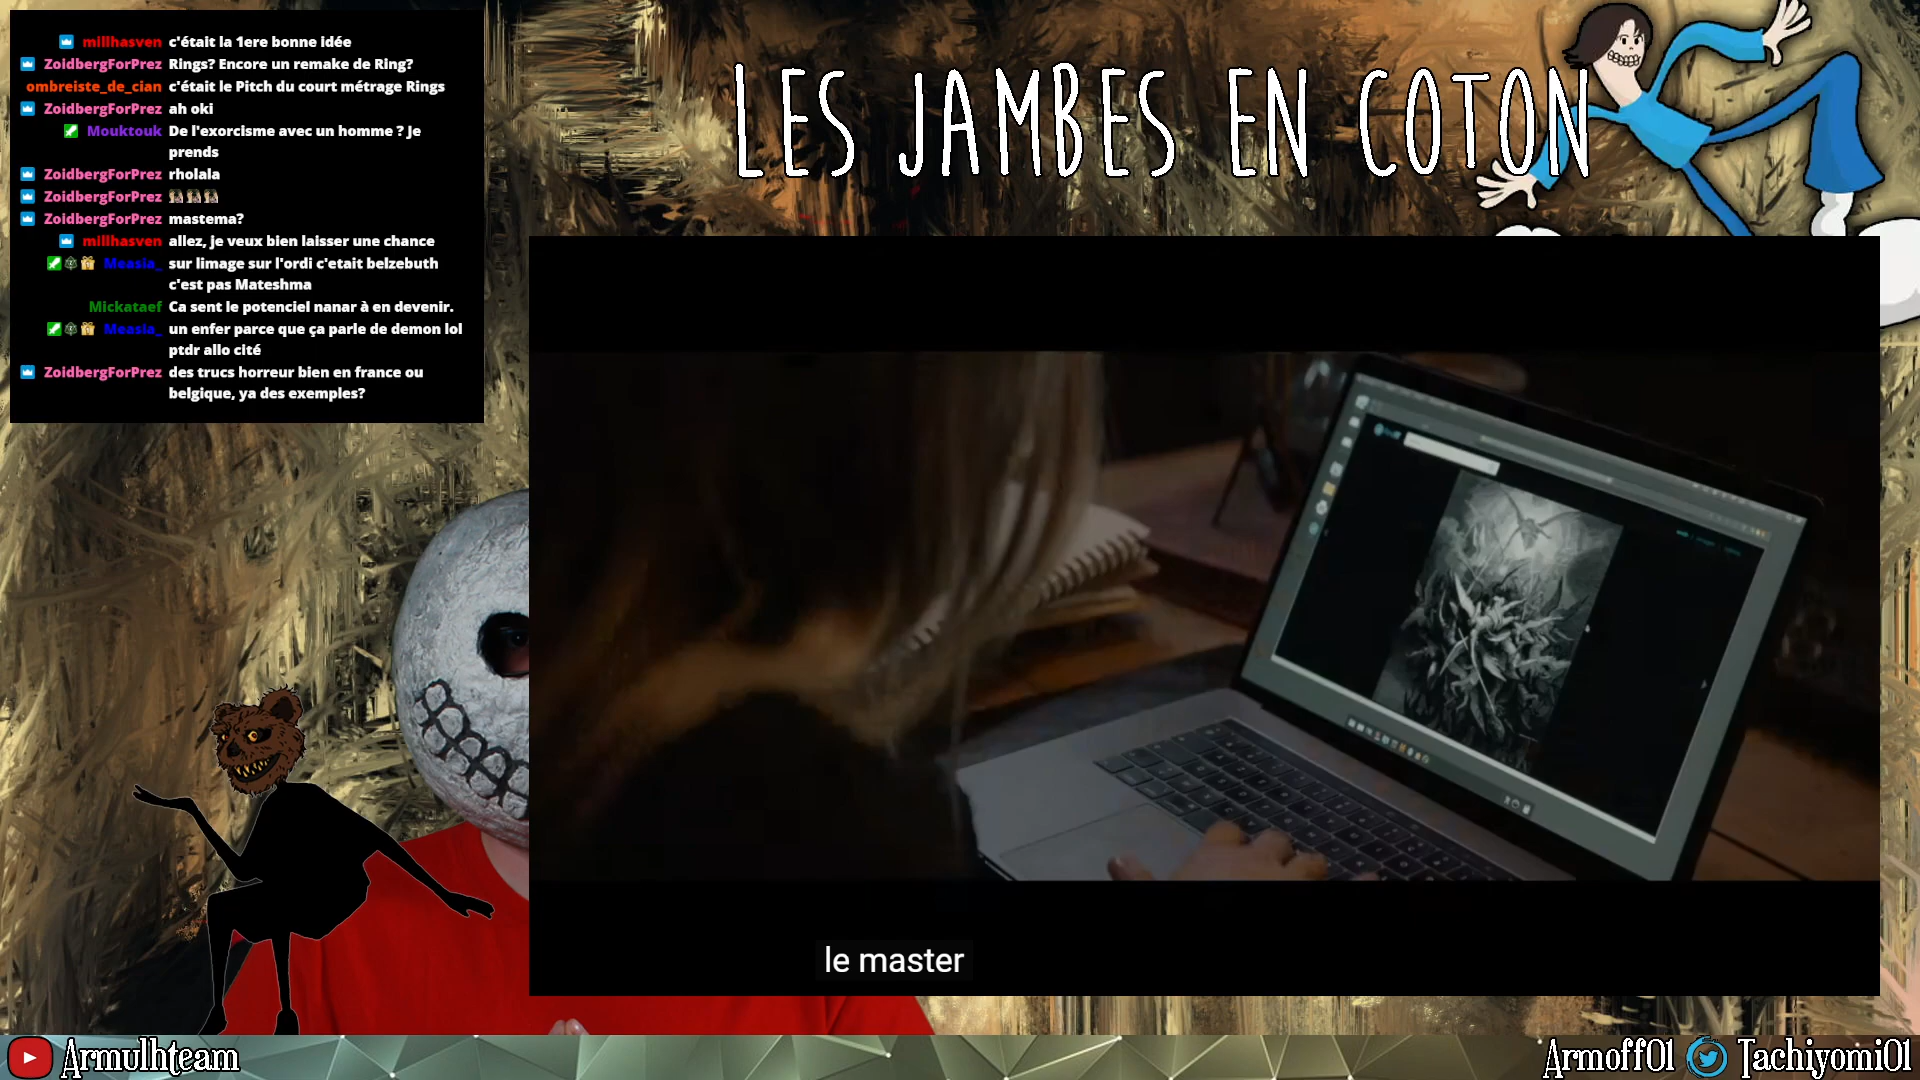 millhasven c'était la 1ere bonne idée
ZoidbergForPrez Rings? Encore un remake de Ring?
ombreiste_de_cian c'était le Pitch du court métrage Rings
ZoidbergForPrez ah oki
Mouktouk De l'exorcisme avec un homme ? Je
prends
ZoidbergForPrez rholala
ZoidbergForPrez
ZoidbergForPrez mastema?
millhasven allez, je veux bien laisser une chance
Measia_ sur limage sur l'ordi c'etait belzebuth
c'est pas Mateshma
Mickataef Ca sent le potenciel nanar à en devenir.
Measia_ un enfer parce que ça parle de demon lol
ptdr allo cité
ZoidbergForPrez des trucs horreur bien en france ou
belgique, ya des exemples?
LES JAMBES EN COTON
le master
Armulhteam
Armoff01 Tachiyomi01